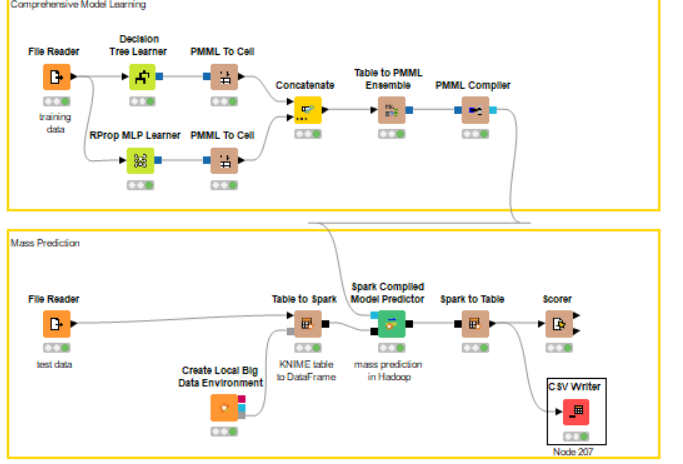 Comprehensive Model Learning
File Reader
training
data
Decision
Tree Learner
PMML To Cell
RProp MLP Learner
PMML To Cell
Concatenate
Table to PMML
Ensemble
PMML Compiler
Mass Prediction
File Reader
test data
Create Local Big
Data Environment
Table to Spark
KNIME table
to DataFrame
Spark Compiled
Model Predictor
mass prediction
in Hadoop
Spark to Table
Scorer
CSV Writer
Node 207